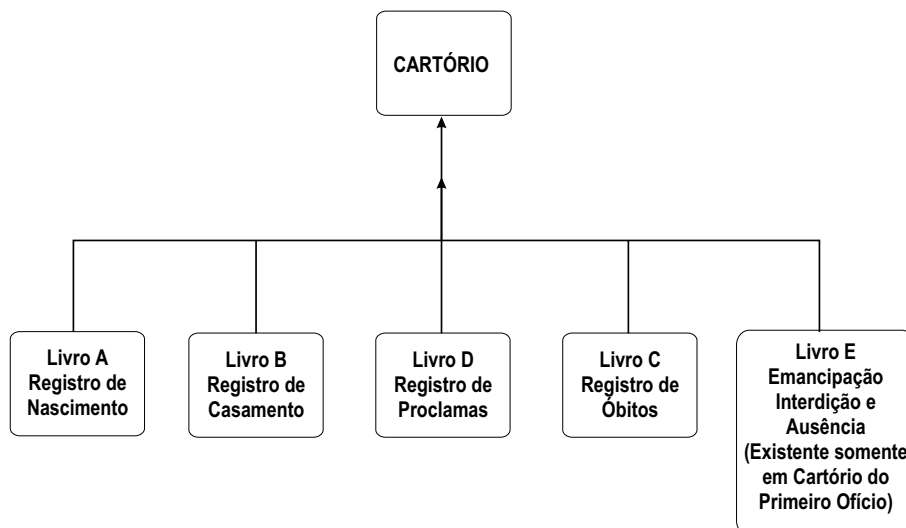 CARTÓRIO
Livro A
Registro de
Nascimento
Livro B
Registro de
Casamento
Livro D
Registro de
Proclamas
Livro C
Registro de
Óbitos
Livro E
Emancipação
Interdição e
Ausência
(Existente somente
em Cartório do
Primeiro Ofício)